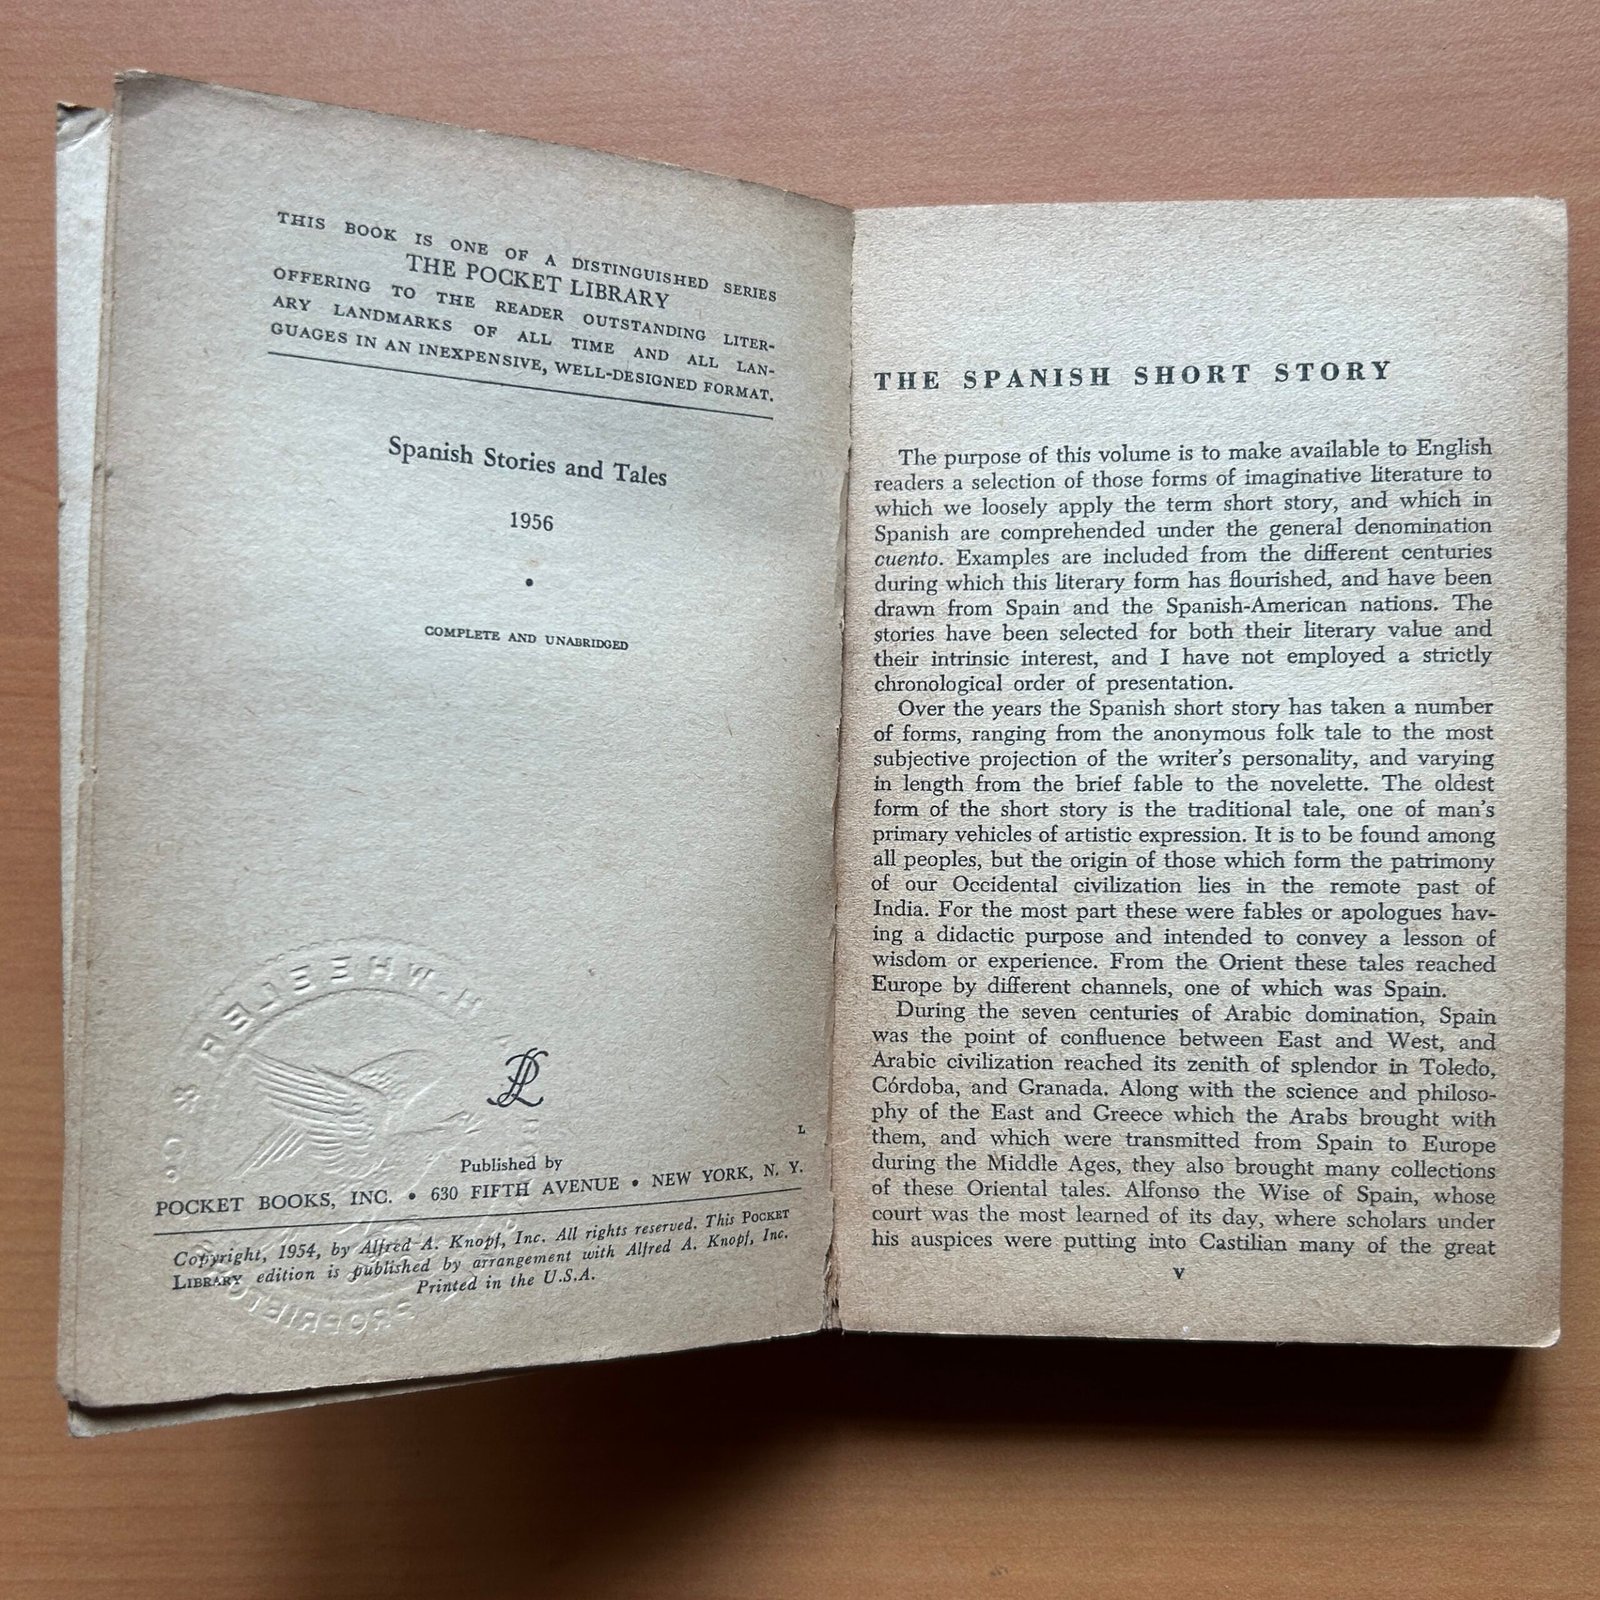 THIS BOOK IS ONE OF A DISTINGUISHED SERIES
THE POCKET LIBRARY
OFFERING TO THE READER OUTSTANDING LITER-
ARY LANDMARKS OF ALL TIME AND ALL LAN-
GUAGES IN AN INEXPENSIVE, WELL-DESIGNED FORMAT.
Spanish Stories and Tales
1956
•
COMPLETE AND UNABRIDGED
H. WHEELER
Co.
PROPRIETOR
PL
L
Published by
POCKET BOOKS, INC. • 630 FIFTH AVENUE • NEW YORK, N. Y.
Copyright, 1954, by Alfred A. Knopf, Inc. All rights reserved. This POCKET
LIBRARY edition is published by arrangement with Alfred A. Knopf, Inc.
Printed in the U.S.A.
THE SPANISH SHORT STORY
The purpose of this volume is to make available to English
readers a selection of those forms of imaginative literature to
which we loosely apply the term short story, and which in
Spanish are comprehended under the general denomination
cuento. Examples are included from the different centuries
during which this literary form has flourished, and have been
drawn from Spain and the Spanish-American nations. The
stories have been selected for both their literary value and
their intrinsic interest, and I have not employed a strictly
chronological order of presentation.
Over the years the Spanish short story has taken a number
of forms, ranging from the anonymous folk tale to the most
subjective projection of the writer's personality, and varying
in length from the brief fable to the novelette. The oldest
form of the short story is the traditional tale, one of man's
primary vehicles of artistic expression. It is to be found among
all peoples, but the origin of those which form the patrimony
of our Occidental civilization lies in the remote past of
India. For the most part these were fables or apologues hav-
ing a didactic purpose and intended to convey a lesson of
wisdom or experience. From the Orient these tales reached
Europe by different channels, one of which was Spain.
During the seven centuries of Arabic domination, Spain
was the point of confluence between East and West, and
Arabic civilization reached its zenith of splendor in Toledo,
Córdoba, and Granada. Along with the science and philoso-
phy of the East and Greece which the Arabs brought with
them, and which were transmitted from Spain to Europe
during the Middle Ages, they also brought many collections
of these Oriental tales. Alfonso the Wise of Spain, whose
court was the most learned of its day, where scholars under
his auspices were putting into Castilian many of the great
v